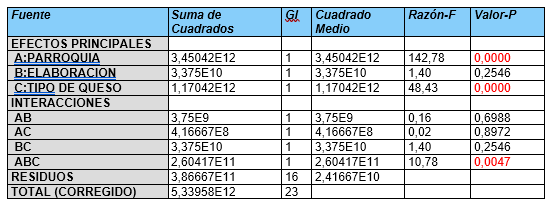 Fuente Suma de Cuadrados Gl Cuadrado Medio Razón-F Valor-P
EFECTOS PRINCIPALES
A:PARROQUIA 3,45042E12 1 3,45042E12 142,78 0,0000
B:ELABORACION 3,375E10 1 3,375E10 1,40 0,2546
C:TIPO DE QUESO 1,17042E12 1 1,17042E12 48,43 0,0000
INTERACCIONES
AB 3,75E9 1 3,75E9 0,16 0,6988
AC 4,16667E8 1 4,16667E8 0,02 0,8972
BC 3,375E10 1 3,375E10 1,40 0,2546
ABC 2,60417E11 1 2,60417E11 10,78 0,0047
RESIDUOS 3,86667E11 16 2,41667E10
TOTAL (CORREGIDO) 5,33958E12 23